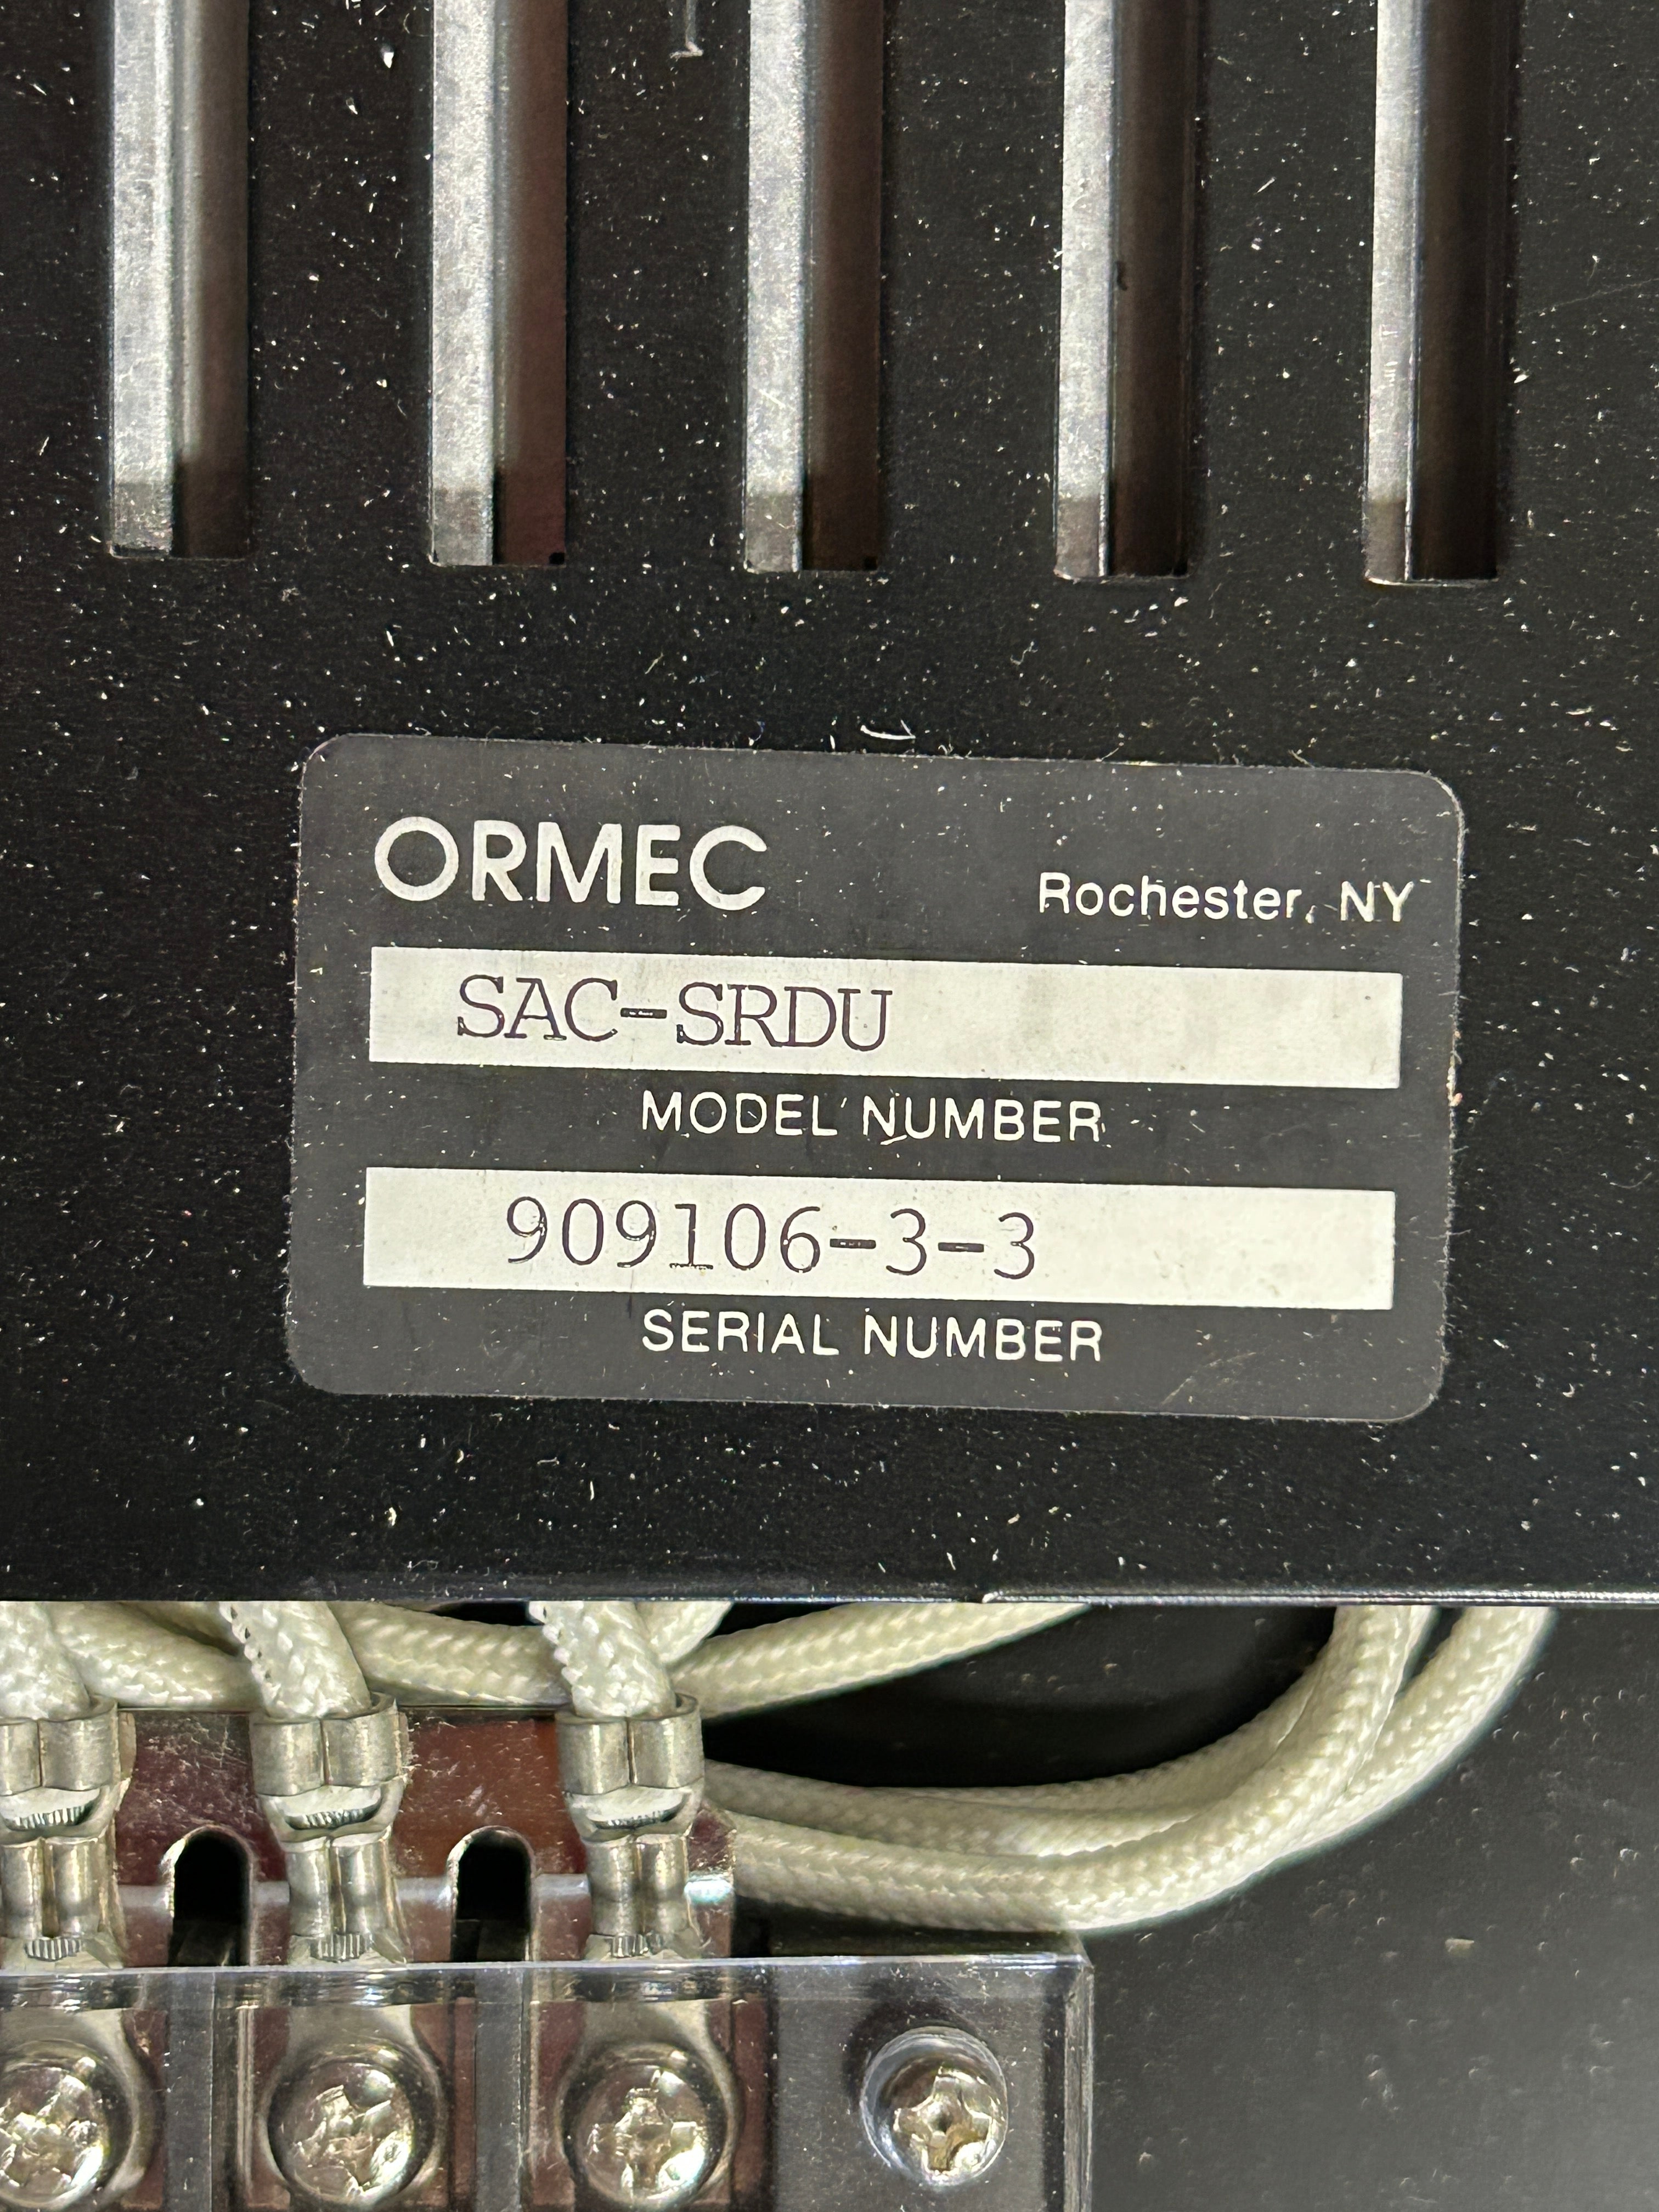 ORMEC
Rochester, NY
SAC-SRDU
MODEL NUMBER
909106-3-3
SERIAL NUMBER